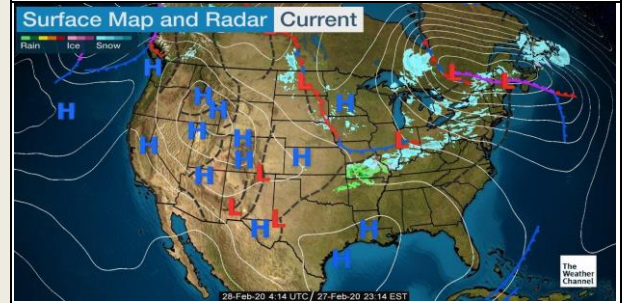 Surface Map and Radar Current
Rain Ice Snow
H
L
H
H
L
L
H
H
H
H
H
H
L
H
H
H
L
H
L
L
H
H
H
The
Weather
Channel
28-Feb-20 4:14 UTC / 27-Feb-20 23:14 EST